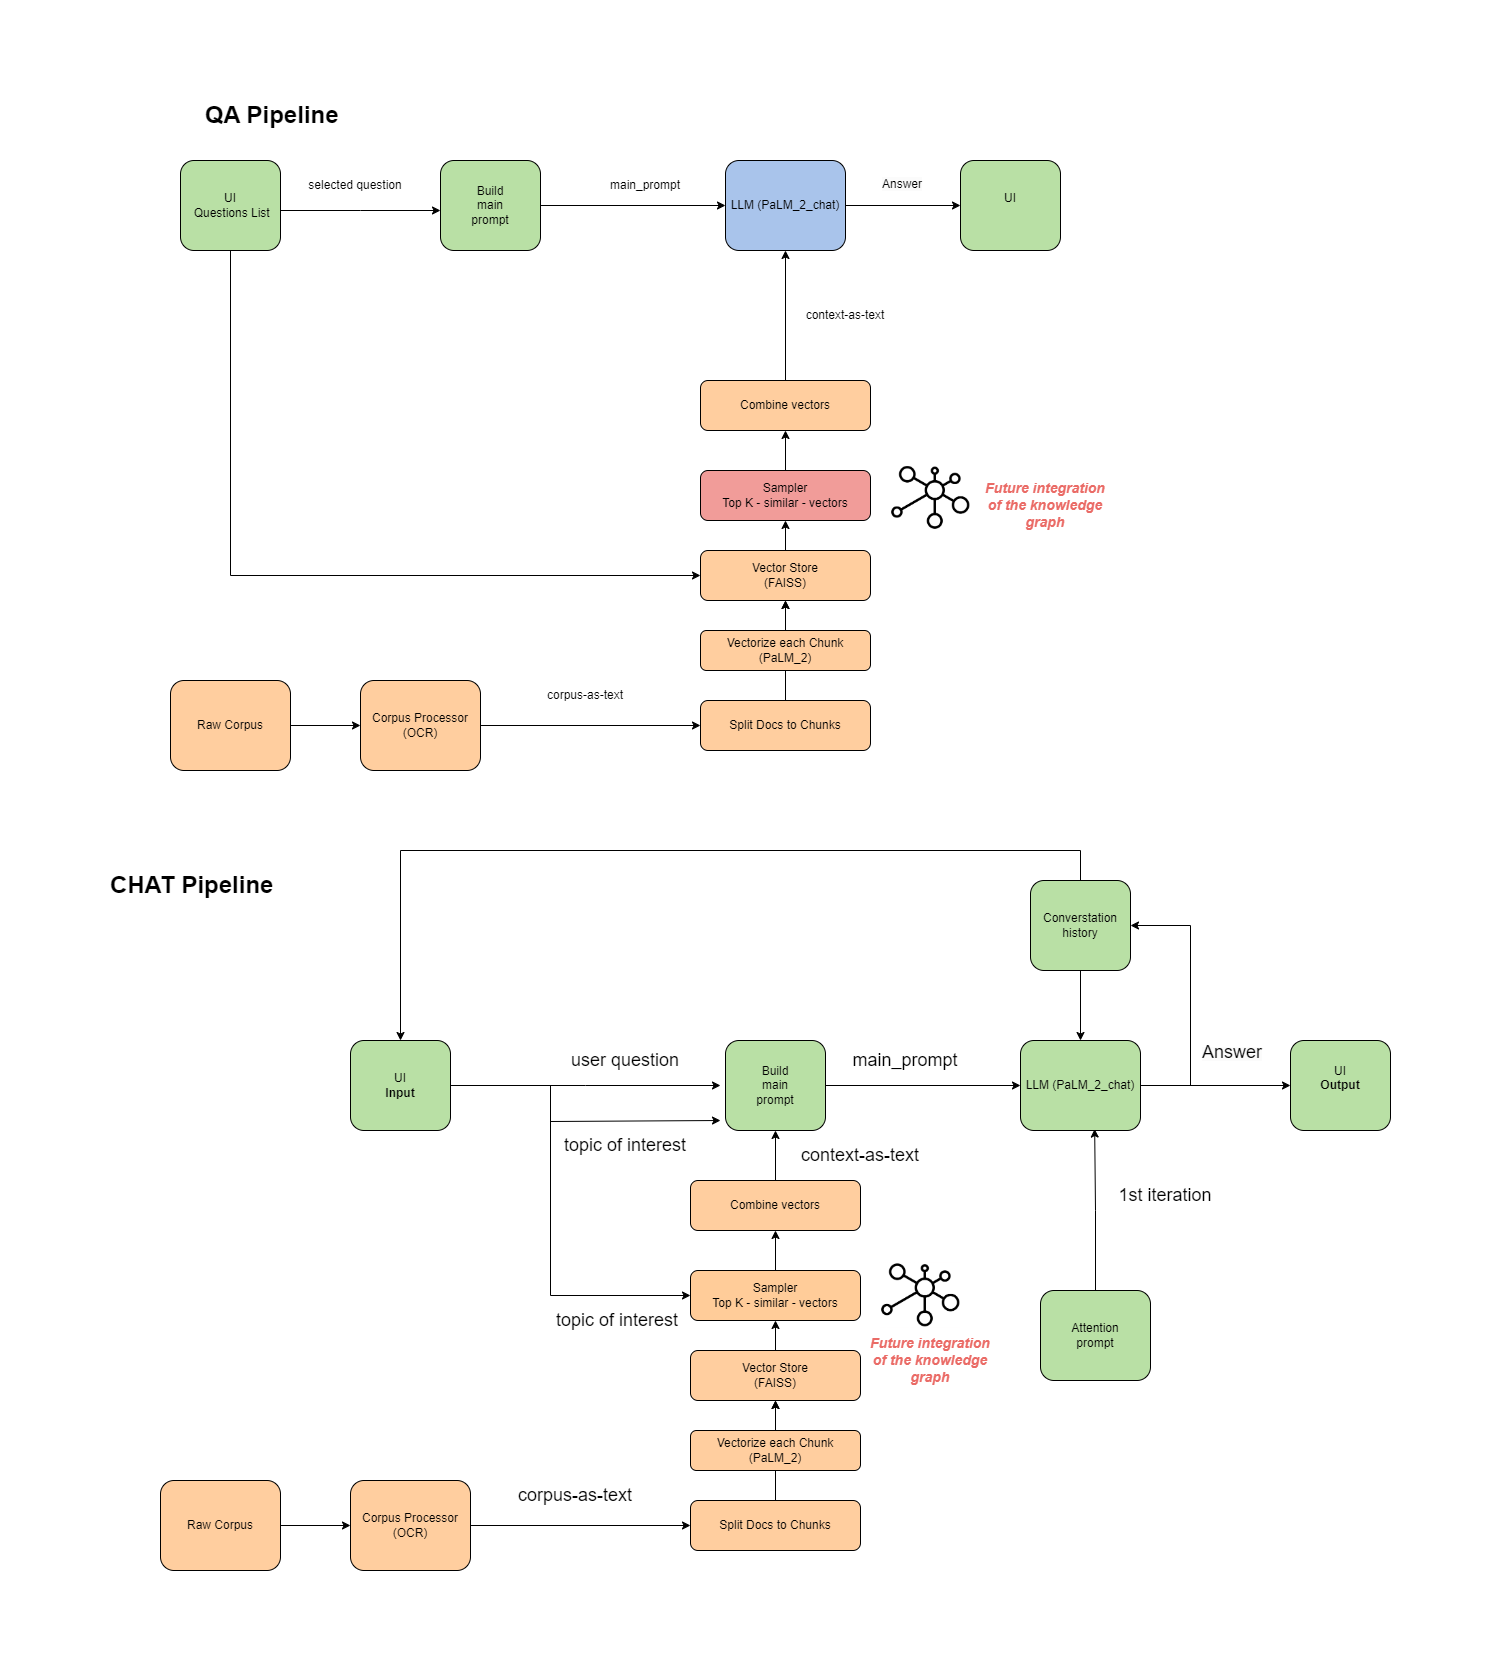 QA Pipeline
UI
Questions List
selected question
Build
main
prompt
main_prompt
LLM (PaLM_2_chat)
Answer
UI
context-as-text
Combine vectors
Sampler
Top K - similar - vectors
Future integration
of the knowledge
graph
Vector Store
(FAISS)
Vectorize each Chunk
(PaLM_2)
Raw Corpus
Corpus Processor
(OCR)
corpus-as-text
Split Docs to Chunks
CHAT Pipeline
Converstation
history
UI
Input
user question
topic of interest
Build
main
prompt
main_prompt
LLM (PaLM_2_chat)
Answer
UI
Output
context-as-text
1st iteration
Combine vectors
Sampler
Top K - similar - vectors
topic of interest
Future integration
of the knowledge
graph
Attention
prompt
Vector Store
(FAISS)
Vectorize each Chunk
(PaLM_2)
Raw Corpus
Corpus Processor
(OCR)
corpus-as-text
Split Docs to Chunks